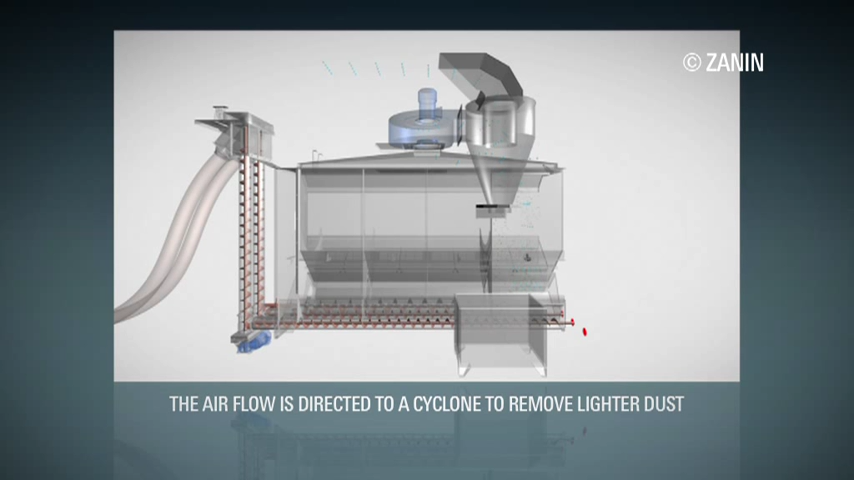 © ZANIN
THE AIR FLOW IS DIRECTED TO A CYCLONE TO REMOVE LIGHTER DUST